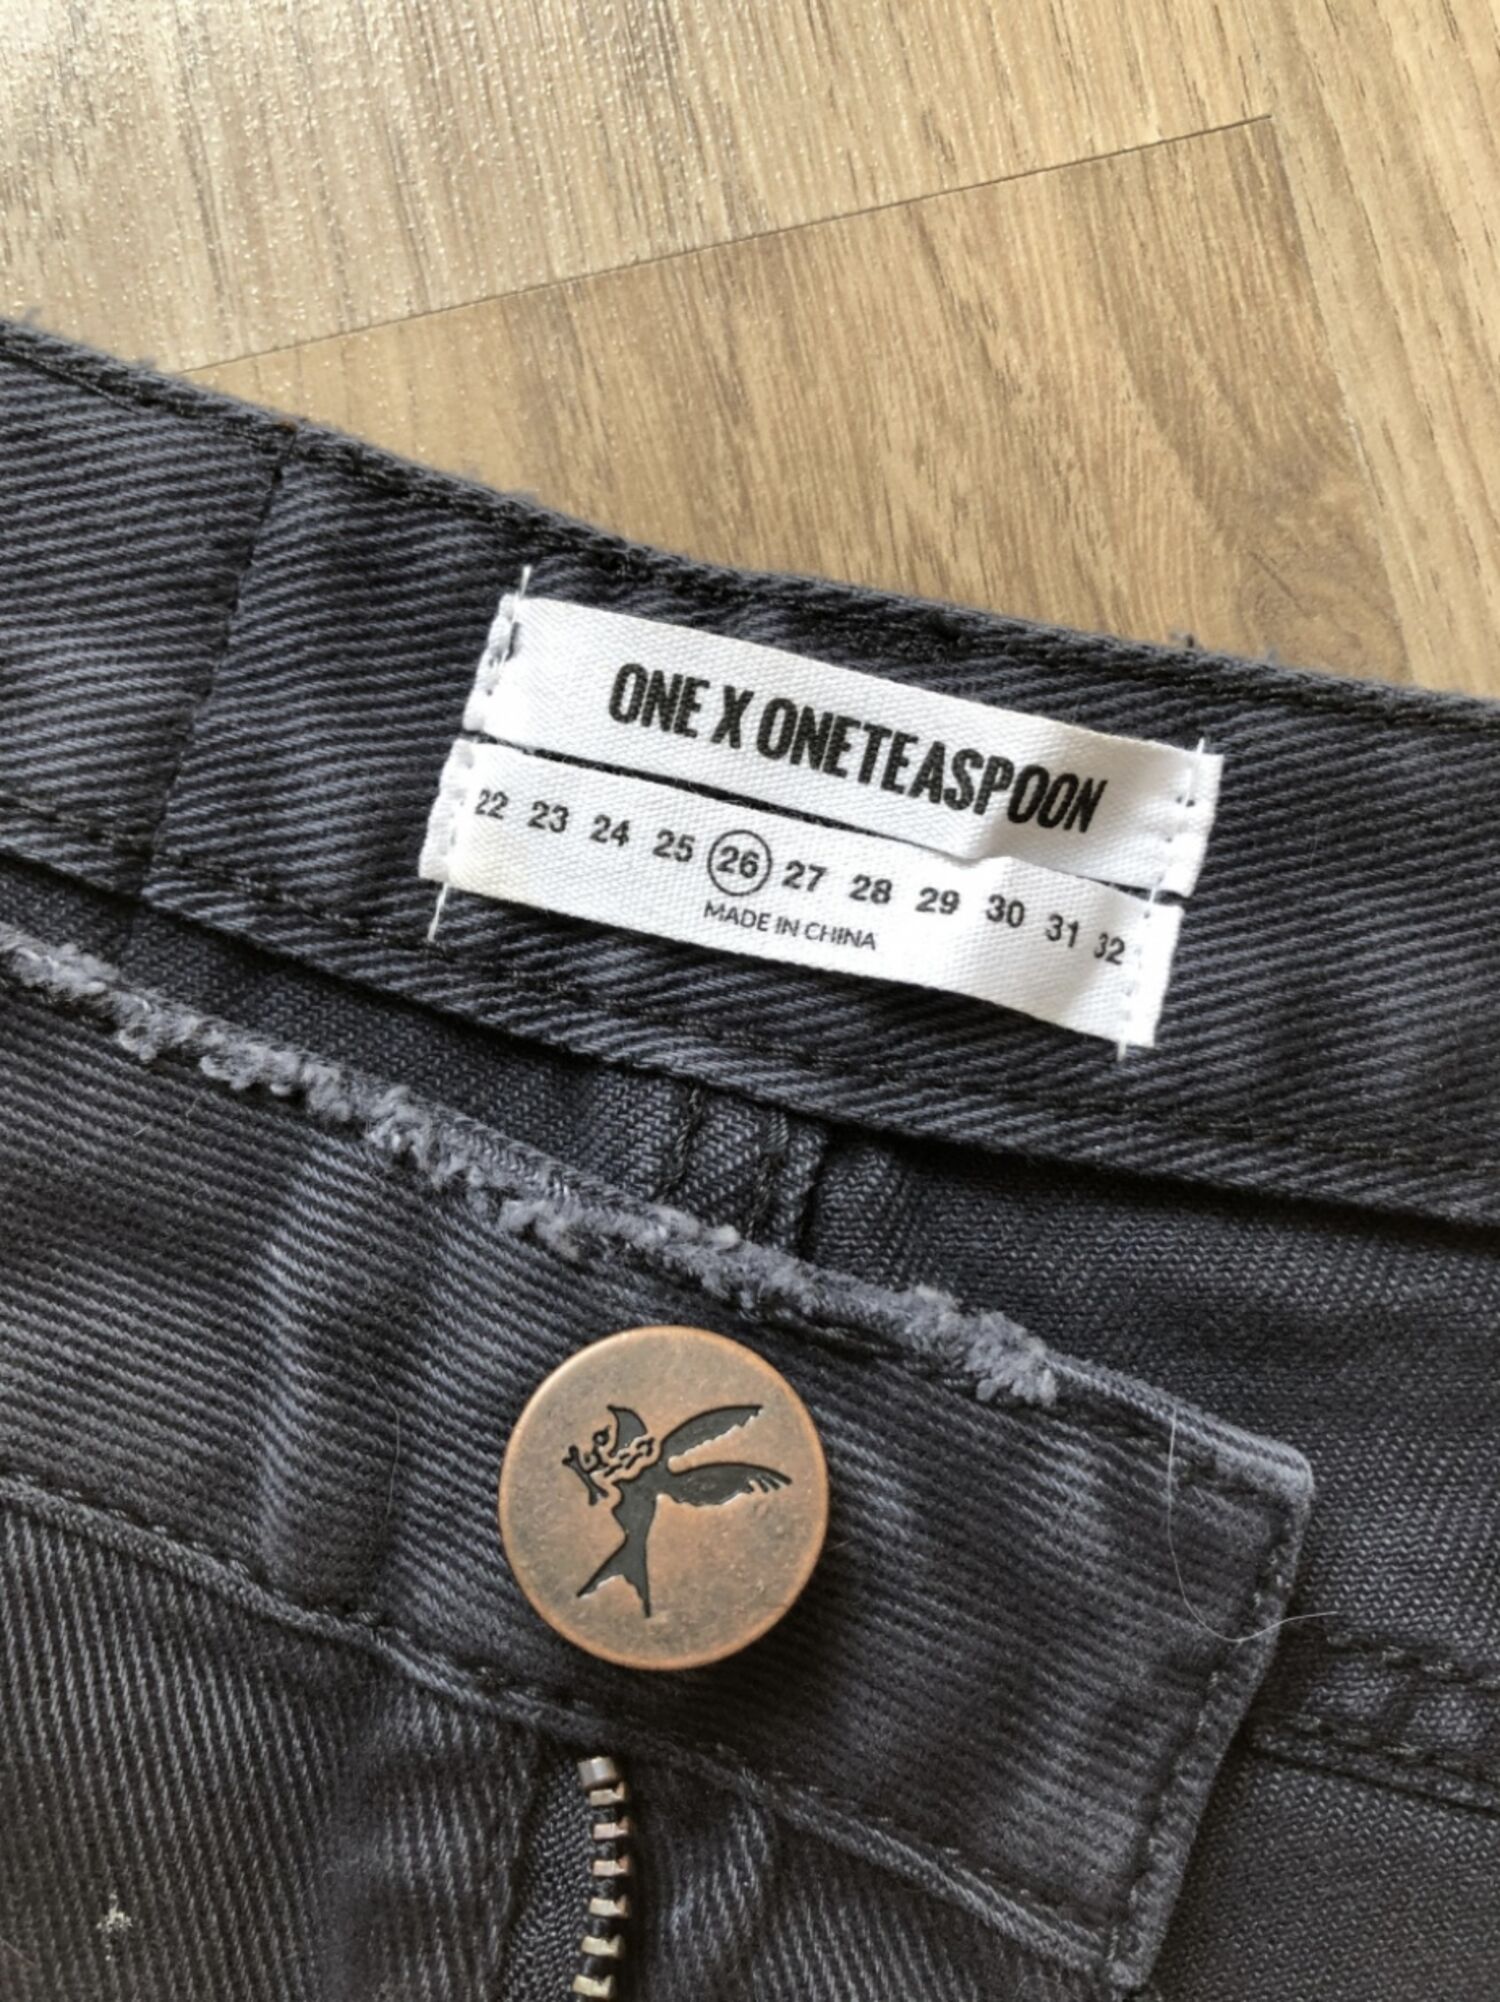 ONE X ONETEASPOON
22 23 24 25 26 27 28 29 30 31 32
MADE IN CHINA